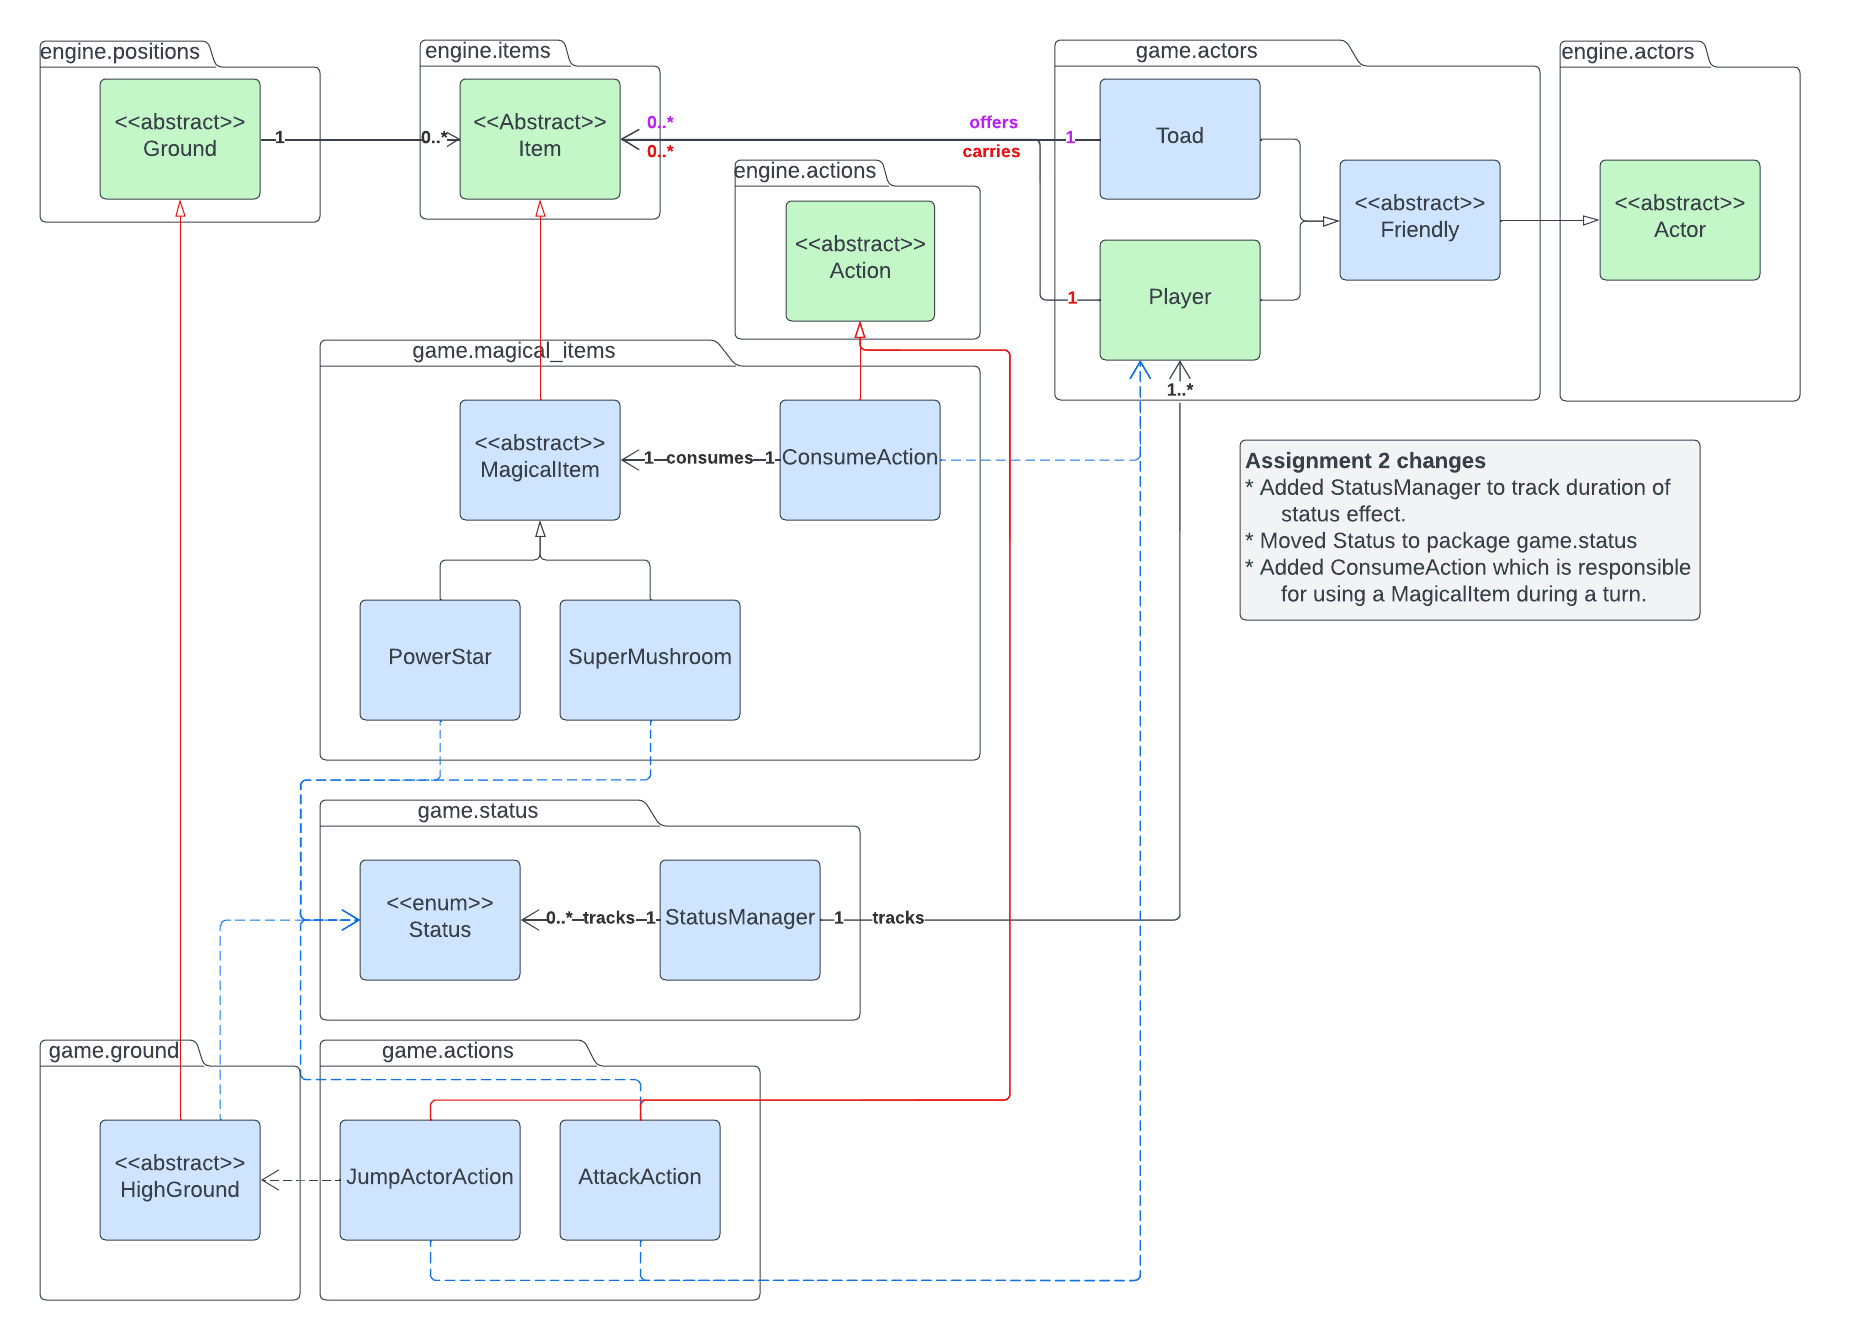 engine.positions
engine.items
game.actors
engine.actors
<<abstract>>
Ground
1
0..*
<<Abstract>>
Item
0..*
0..*
offers
carries
1
Toad
engine.actions
<<abstract>>
Action
<<abstract>>
Friendly
<<abstract>>
Actor
1
Player
1..*
game.magical_items
<<abstract>>
MagicalItem
1
consumes
1
ConsumeAction
Assignment 2 changes
* Added StatusManager to track duration of
status effect.
* Moved Status to package game.status
* Added ConsumeAction which is responsible
for using a MagicalItem during a turn.
PowerStar
SuperMushroom
game.status
<<enum>>
Status
0..*
tracks
1
StatusManager
1
tracks
game.ground
game.actions
<<abstract>>
HighGround
JumpActorAction
AttackAction